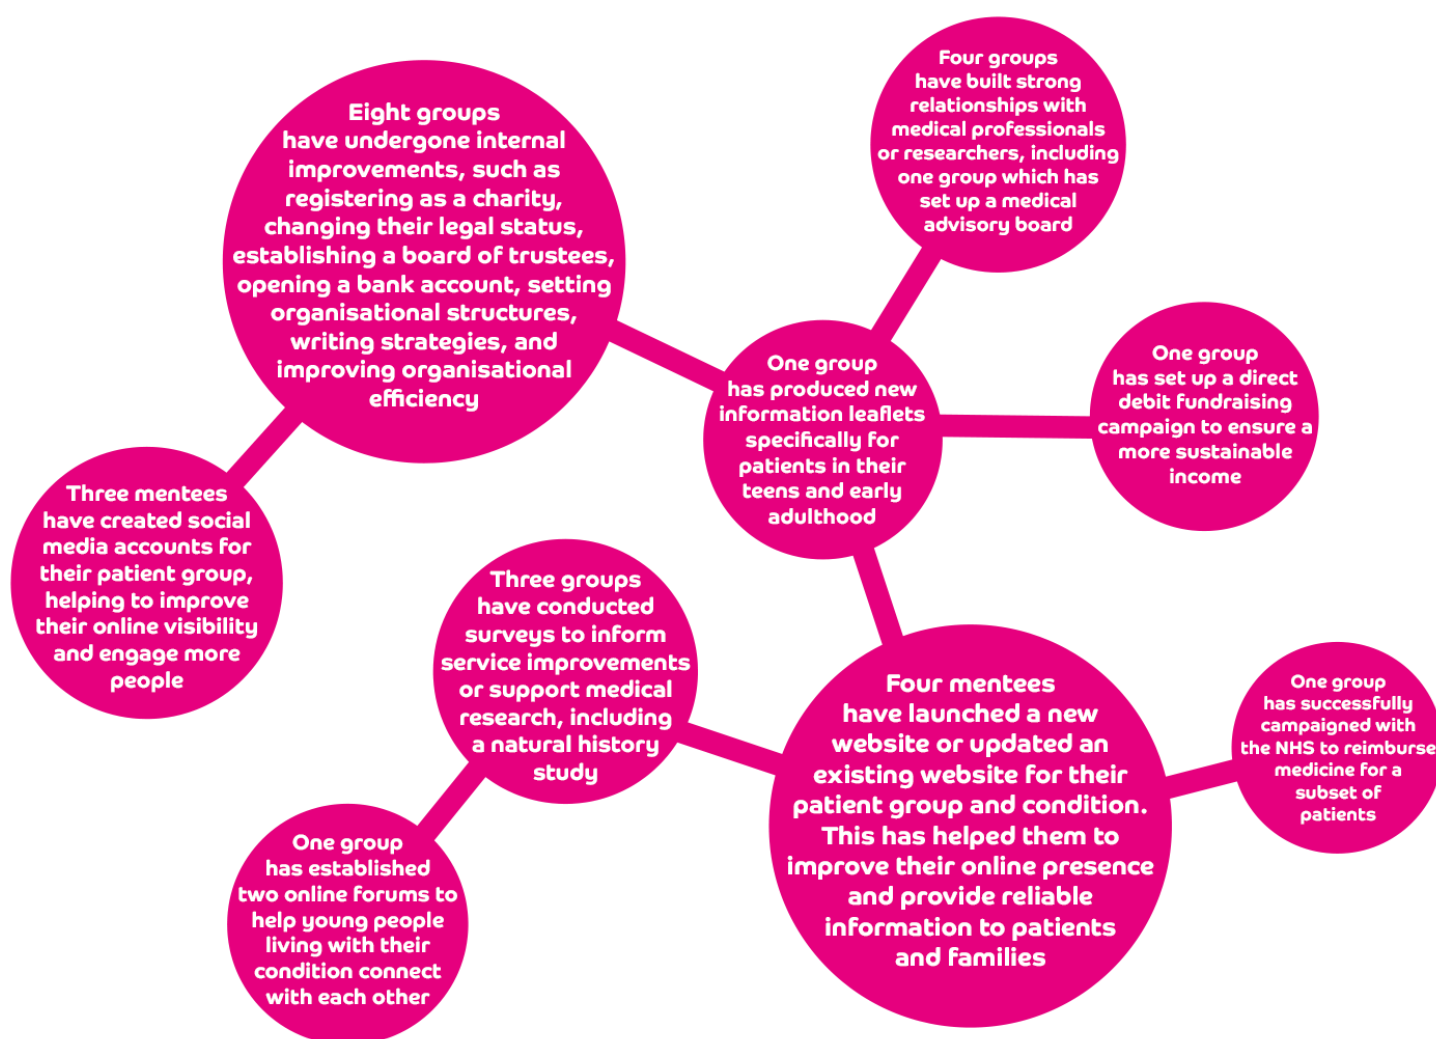 Eight groups
have undergone internal
improvements, such as
registering as a charity,
changing their legal status,
establishing a board of trustees,
opening a bank account, setting
organisational structures,
writing strategies, and
improving organisational
efficiency
Four groups
have built strong
relationships with
medical professionals
or researchers, including
one group which has
set up a medical
advisory board
One group
has produced new
information leaflets
specifically for
patients in their
teens and early
adulthood
One group
has set up a direct
debit fundraising
campaign to ensure a
more sustainable
income
Three mentees
have created social
media accounts for
their patient group,
helping to improve
their online visibility
and engage more
people
Three groups
have conducted
surveys to inform
service improvements
or support medical
research, including
a natural history
study
Four mentees
have launched a new
website or updated an
existing website for their
patient group and condition.
This has helped them to
improve their online presence
and provide reliable
information to patients
and families
One group
has successfully
campaigned with
the NHS to reimburse
medicine for a
subset of
patients
One group
has established
two online forums to
help young people
living with their
condition connect
with each other